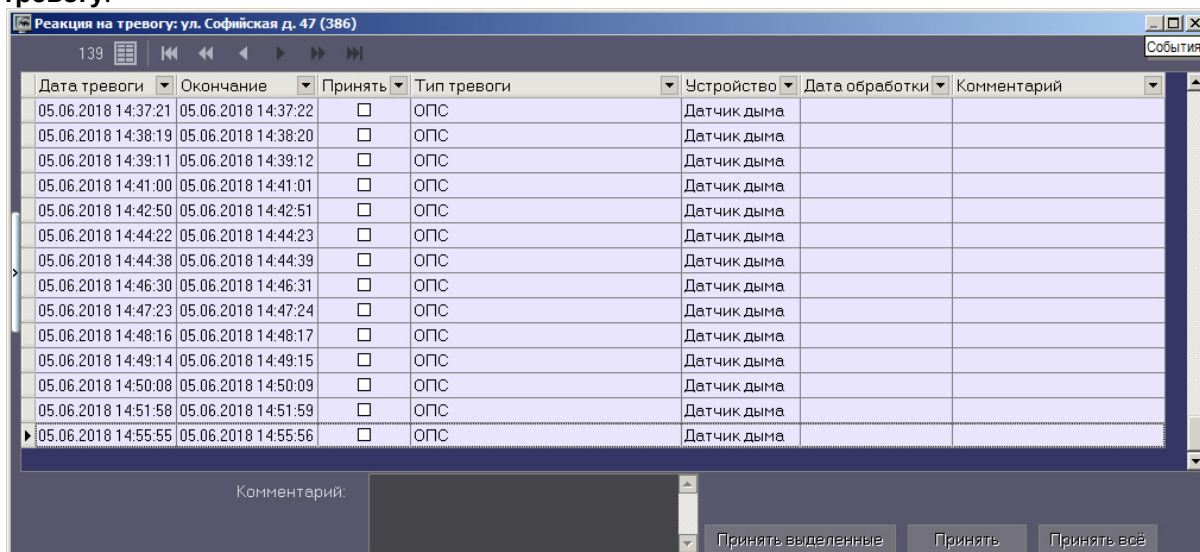 тревогу.
Реакция на тревогу: ул. Софийская д. 47 (386)
События
139
Дата тревоги Окончание Принять Тип тревоги Устройство Дата обработки Комментарий
05.06.2018 14:37:21 05.06.2018 14:37:22 ОПС Датчик дыма
05.06.2018 14:38:19 05.06.2018 14:38:20 ОПС Датчик дыма
05.06.2018 14:39:11 05.06.2018 14:39:12 ОПС Датчик дыма
05.06.2018 14:41:00 05.06.2018 14:41:01 ОПС Датчик дыма
05.06.2018 14:42:50 05.06.2018 14:42:51 ОПС Датчик дыма
05.06.2018 14:44:22 05.06.2018 14:44:23 ОПС Датчик дыма
05.06.2018 14:44:38 05.06.2018 14:44:39 ОПС Датчик дыма
05.06.2018 14:46:30 05.06.2018 14:46:31 ОПС Датчик дыма
05.06.2018 14:47:23 05.06.2018 14:47:24 ОПС Датчик дыма
05.06.2018 14:48:16 05.06.2018 14:48:17 ОПС Датчик дыма
05.06.2018 14:49:14 05.06.2018 14:49:15 ОПС Датчик дыма
05.06.2018 14:50:08 05.06.2018 14:50:09 ОПС Датчик дыма
05.06.2018 14:51:58 05.06.2018 14:51:59 ОПС Датчик дыма
05.06.2018 14:55:55 05.06.2018 14:55:56 ОПС Датчик дыма
Комментарий:
Принять выделенные Принять Принять всё